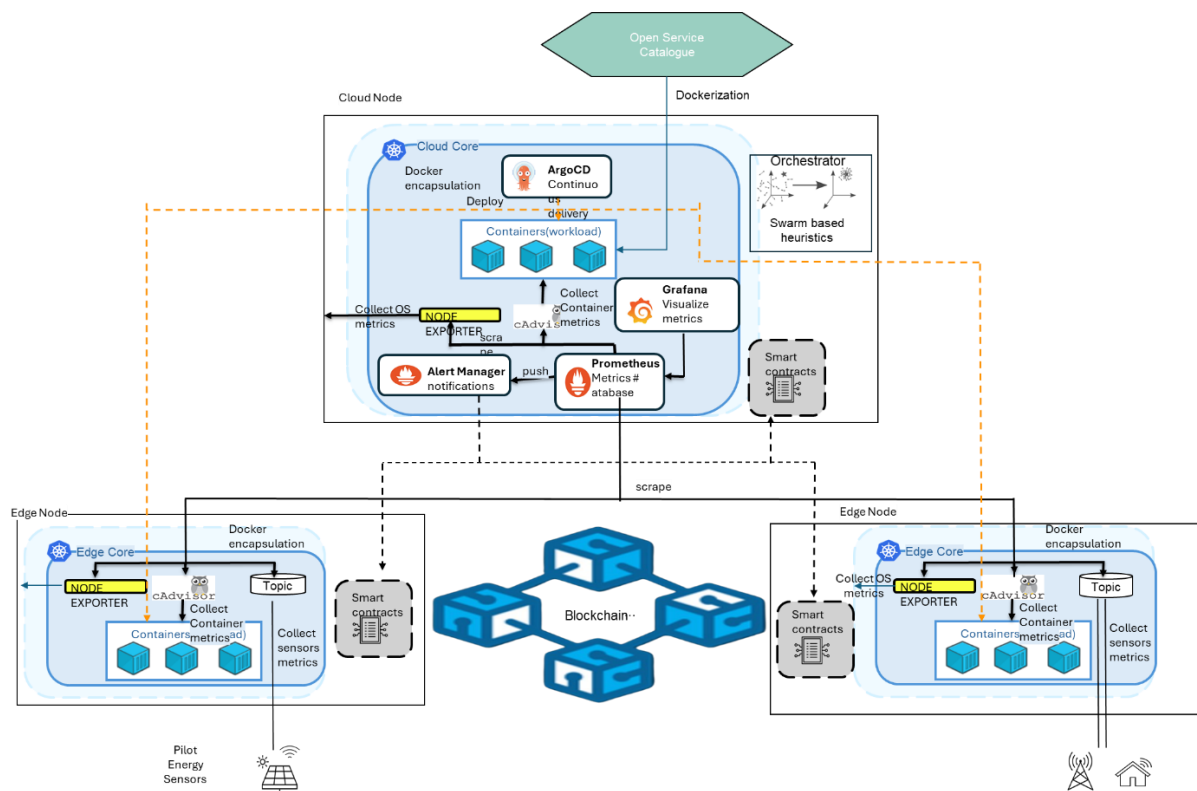 Open Service
Catalogue
Dockerization
Cloud Node
Cloud Core
Docker
encapsulation
ArgoCD
Continuo
us
delivery
Deploy
Containers(workload)
Orchestrator
Swarm based
heuristics
Collect OS
metrics
NODE
EXPORTER
scra
pe
cAdvis
Collect
Container
metrics
Grafana
Visualize
metrics
Alert Manager
notifications
push
Prometheus
Metrics #
atabase
Smart
contracts
scrape
Edge Node
Docker
encapsulation
Edge Core
NODE
EXPORTER
cAdvisor
Topic
Collect
Container
metrics
Containers
ad)
Collect
sensors
metrics
Smart
contracts
Blockchain··
Edge Node
Docker
encapsulation
Edge Core
Collect OS
metrics
NODE
EXPORTER
cAdvisor
Topic
Collect
Container
metrics
Containers
ad)
Collect
sensors
metrics
Smart
contracts
Pilot
Energy
Sensors